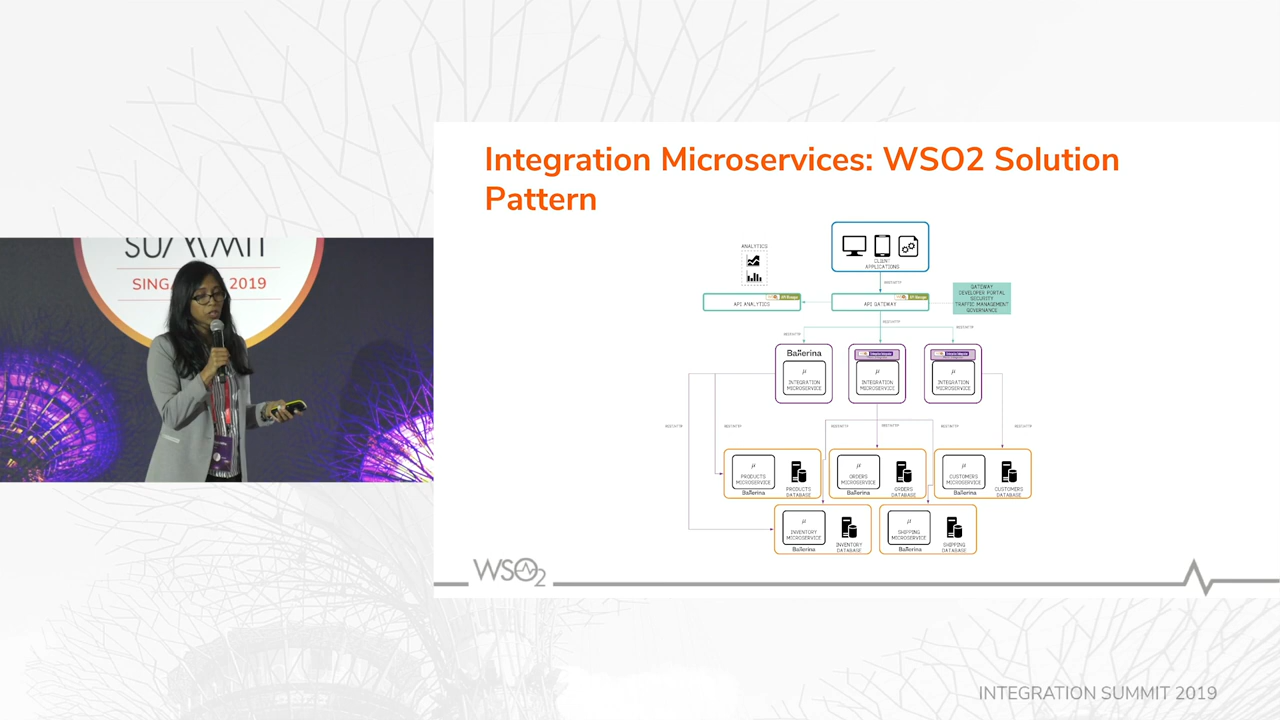 Integration Microservices: WSO2 Solution
Pattern
SUMMIT
SING
2019
ANALYTICS
CLIENT
APPLICATIONS
API ANALYTICS
API GATEWAY
GATEWAY
DEVELOPER PORTAL
SECURITY
TRAFFIC MANAGEMENT
GOVERNANCE
Ballerina
μ
INTEGRATION
MICROSERVICE
μ
INTEGRATION
MICROSERVICE
μ
INTEGRATION
MICROSERVICE
μ
PRODUCTS
MICROSERVICE
PRODUCTS
DATABASE
Ballerina
μ
ORDERS
MICROSERVICE
ORDERS
DATABASE
Ballerina
μ
CUSTOMERS
MICROSERVICE
CUSTOMERS
DATABASE
Ballerina
μ
INVENTORY
MICROSERVICE
INVENTORY
DATABASE
Ballerina
μ
SHIPPING
MICROSERVICE
SHIPPING
DATABASE
Ballerina
WSO2
INTEGRATION SUMMIT 2019